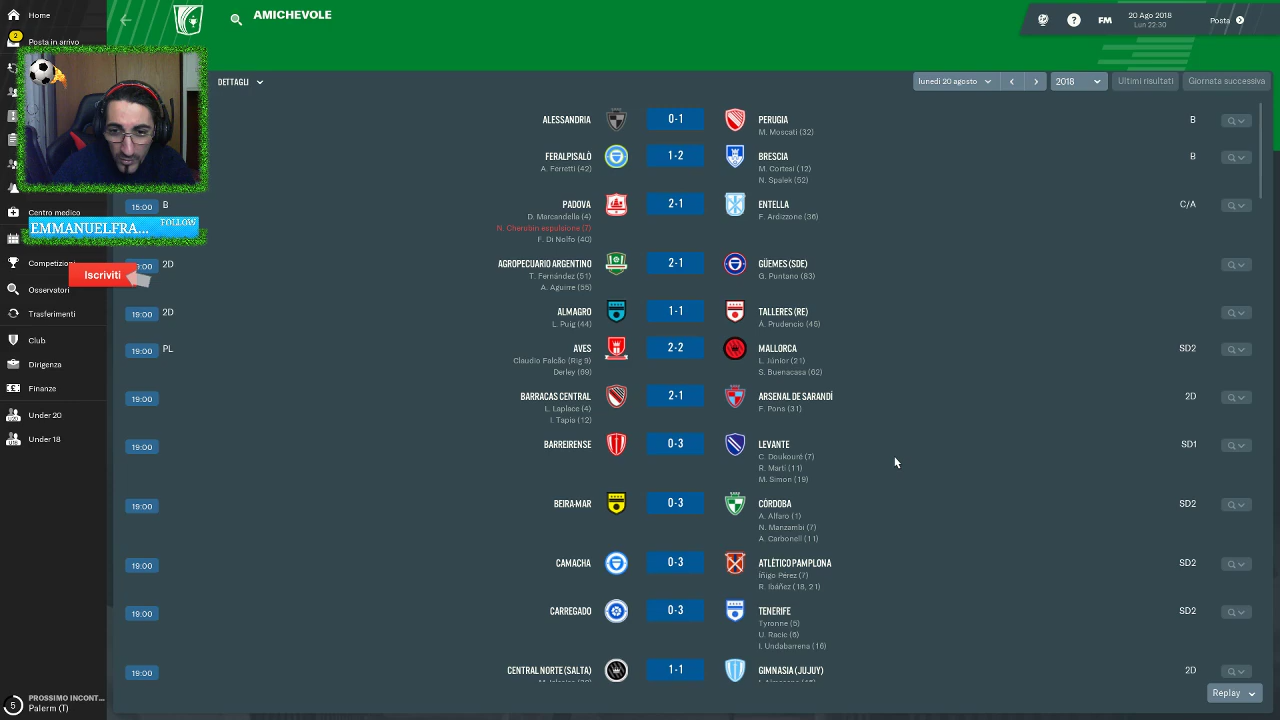 Home
AMICHEVOLE
20 Ago 2018
Lun 22:30
FM
Posta
2
Posta in arrivo
DETTAGLI
lunedì 20 agosto
2018
Ultimi risultati
Giornata successiva
ALESSANDRIA 0-1 PERUGIA B
M. Moscati (32)
FERALPISALÒ 1-2 BRESCIA B
A. Ferretti (42) M. Cortesi (12)
N. Spalek (52)
15:00 B PADOVA 2-1 ENTELLA C/A
D. Marcandella (4) F. Ardizzone (36)
N. Cherubin espulsione (7)
F. Di Nolfo (40)
Centro medico
EMMANUELFRA...
FOLLOW
Competizioni
Iscriviti
2D AGROPECUARIO ARGENTINO 2-1 GÜEMES (SDE)
T. Fernández (51) G. Puntano (83)
A. Aguirre (55)
Osservatori
Trasferimenti
19:00 2D ALMAGRO 1-1 TALLERES (RE)
L. Puig (44) Á. Prudencio (45)
Club
19:00 PL AVES 2-2 MALLORCA SD2
Claudio Falcão (Rig 9) L. Júnior (21)
Derley (69) S. Buenacasa (62)
Dirigenza
Finanze
19:00 BARRACAS CENTRAL 2-1 ARSENAL DE SARANDÍ 2D
L. Laplace (4) F. Pons (31)
I. Tapia (12)
Under 20
Under 18
19:00 BARREIRENSE 0-3 LEVANTE SD1
C. Doukouré (7)
R. Martí (11)
M. Simon (19)
19:00 BEIRA-MAR 0-3 CÓRDOBA SD2
A. Alfaro (1)
N. Manzambi (7)
A. Carbonell (11)
19:00 CAMACHA 0-3 ATLÉTICO PAMPLONA SD2
Íñigo Pérez (7)
R. Ibáñez (18, 21)
19:00 CARREGADO 0-3 TENERIFE SD2
Tyronne (5)
U. Racic (6)
I. Undabarrena (16)
19:00 CENTRAL NORTE (SALTA) 1-1 GIMNASIA (JUJUY) 2D
Replay
5
PROSSIMO INCONT...
Palerm (T)